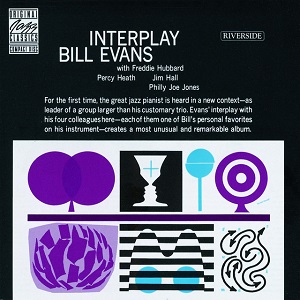 ORIGINAL
Jazz
CLASSICS
COMPACT DISC
INTERPLAY
BILL EVANS
RIVERSIDE
with Freddie Hubbard
Percy Heath Jim Hall
Philly Joe Jones
For the first time, the great jazz pianist is heard in a new context—as
leader of a group larger than his customary trio. Evans' interplay with
his four colleagues here—each of them one of Bill's personal favorites
on his instrument—creates a most unusual and remarkable album.